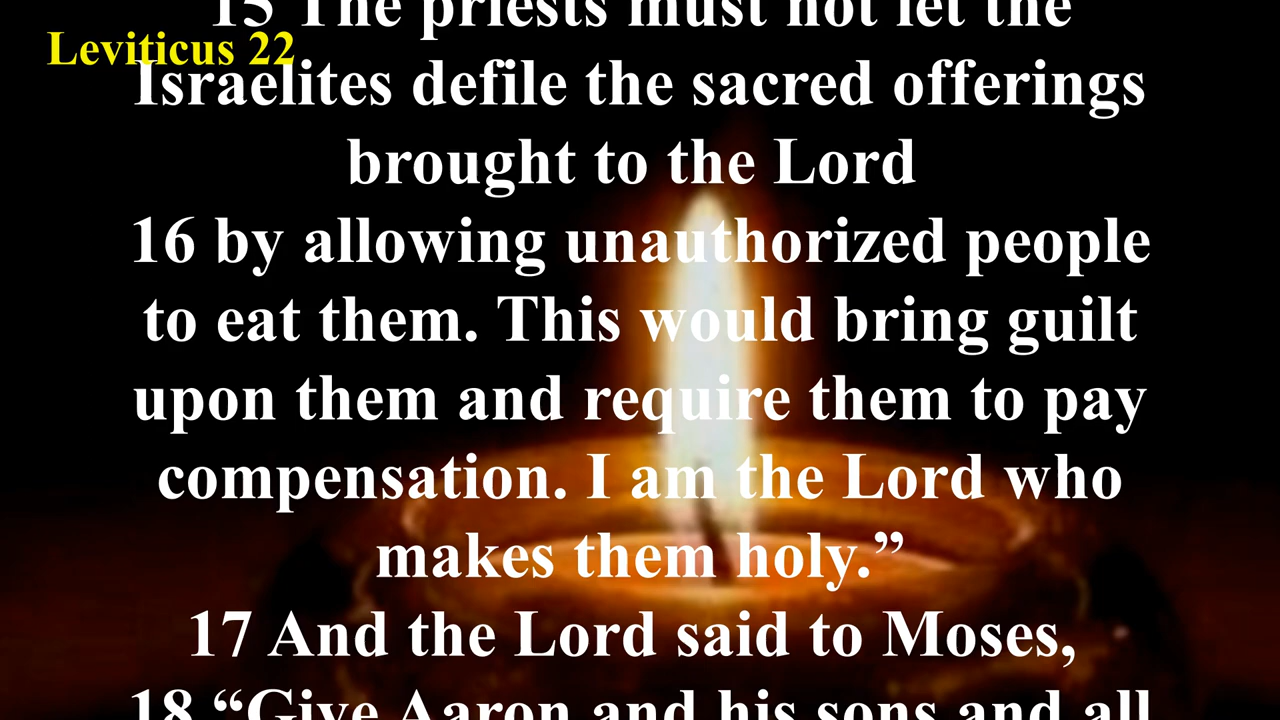 15 The priests must not let the
Leviticus 22
Israelites defile the sacred offerings
brought to the Lord
16 by allowing unauthorized people
to eat them. This would bring guilt
upon them and require them to pay
compensation. I am the Lord who
makes them holy.”
17 And the Lord said to Moses,
18 “Give Aaron and his sons and all